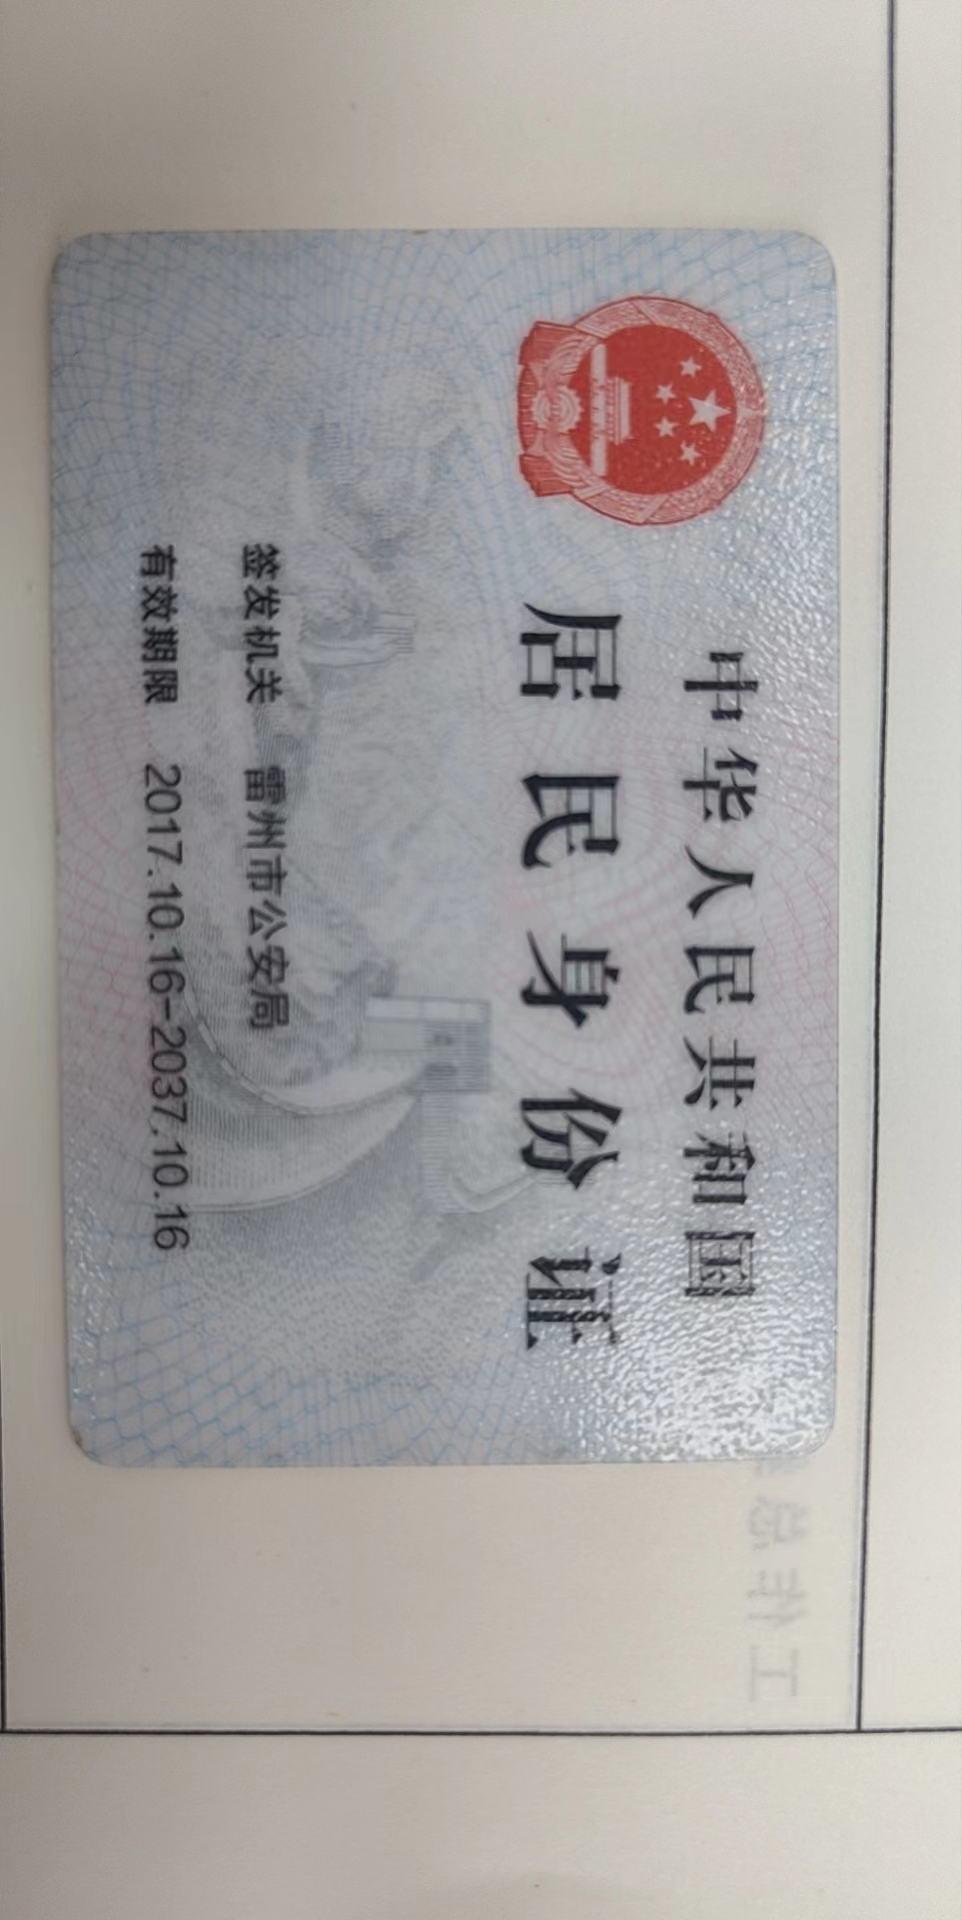 中华人民共和国
居民身份证
签发机关 雷州市公安局
有效期限 2017.10.16-2037.10.16